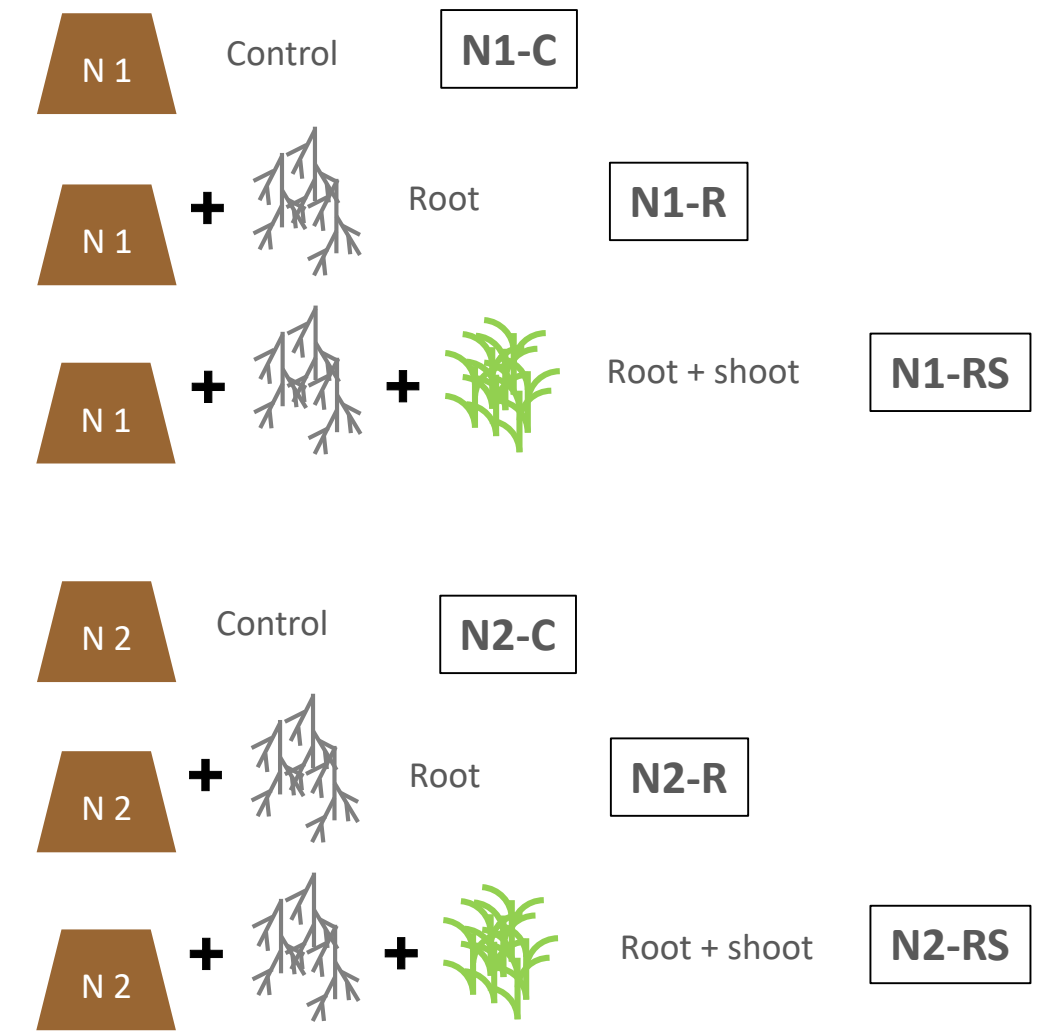 N 1 Control N1-C
N 1 + Root N1-R
N 1 + + Root + shoot N1-RS
N 2 Control N2-C
N 2 + Root N2-R
N 2 + + Root + shoot N2-RS